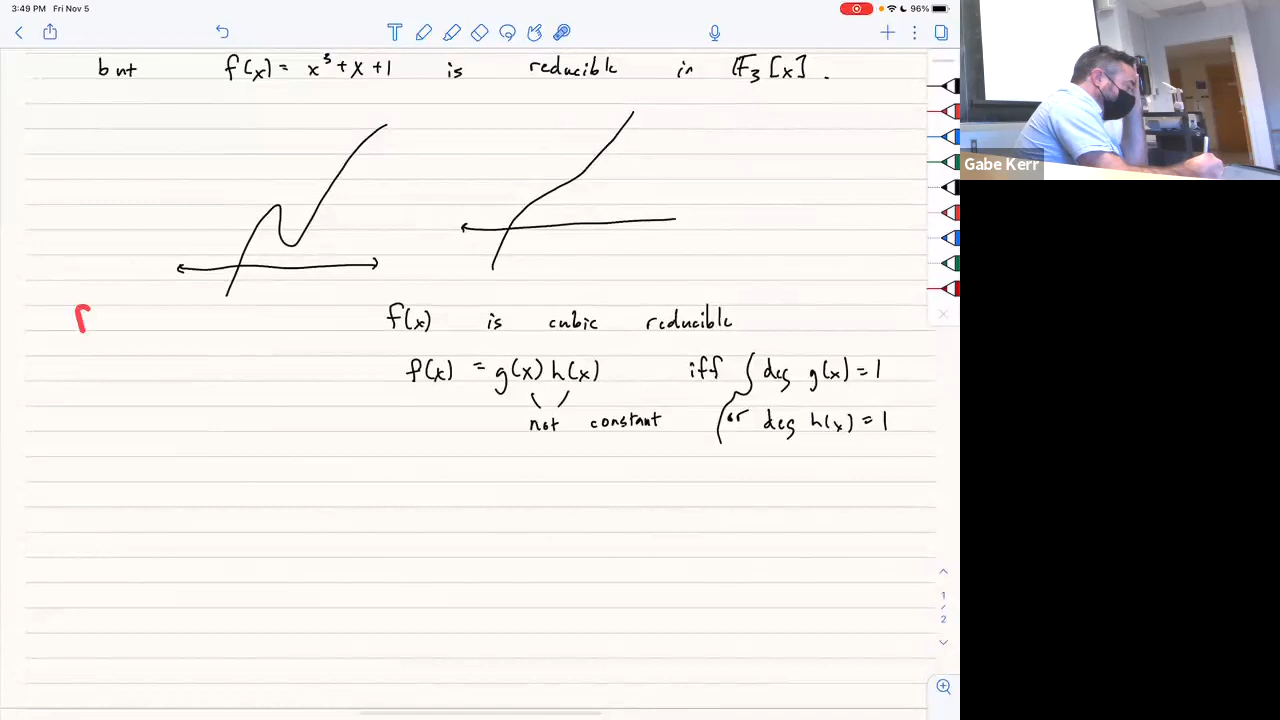 3:49 PM Fri Nov 5
96%
but f(x) = x³ + x + 1 is reducible in F₃[x].
Gabe Kerr
f(x) is cubic reducible
f(x) = g(x) h(x) iff { deg g(x) = 1
not constant or deg h(x) = 1
1
/
2